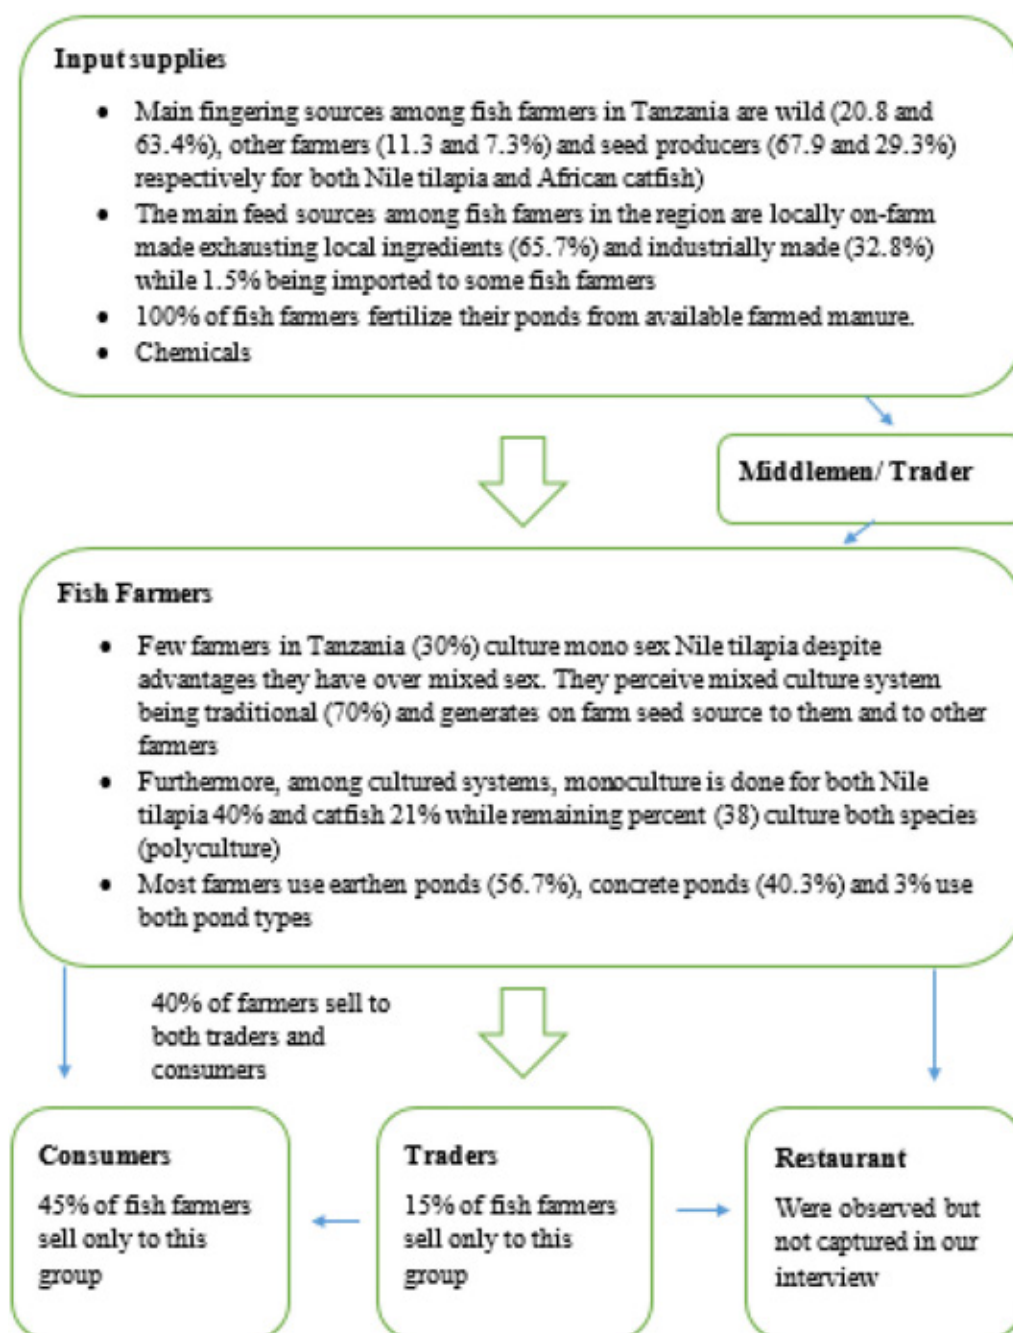 Input supplies
• Main fingering sources among fish farmers in Tanzania are wild (20.8 and
63.4%), other farmers (11.3 and 7.3%) and seed producers (67.9 and 29.3%)
respectively for both Nile tilapia and African catfish)
• The main feed sources among fish famers in the region are locally on-farm
made exhausting local ingredients (65.7%) and industrially made (32.8%)
while 1.5% being imported to some fish farmers
• 100% of fish farmers fertilize their ponds from available farmed manure.
• Chemicals
Middlemen/ Trader
Fish Farmers
• Few farmers in Tanzania (30%) culture mono sex Nile tilapia despite
advantages they have over mixed sex. They perceive mixed culture system
being traditional (70%) and generates on farm seed source to them and to other
farmers
• Furthermore, among cultured systems, monoculture is done for both Nile
tilapia 40% and catfish 21% while remaining percent (38) culture both species
(polyculture)
• Most farmers use earthen ponds (56.7%), concrete ponds (40.3%) and 3% use
both pond types
40% of farmers sell to
both traders and
consumers
Consumers
45% of fish farmers
sell only to this
group
Traders
15% of fish farmers
sell only to this
group
Restaurant
Were observed but
not captured in our
interview